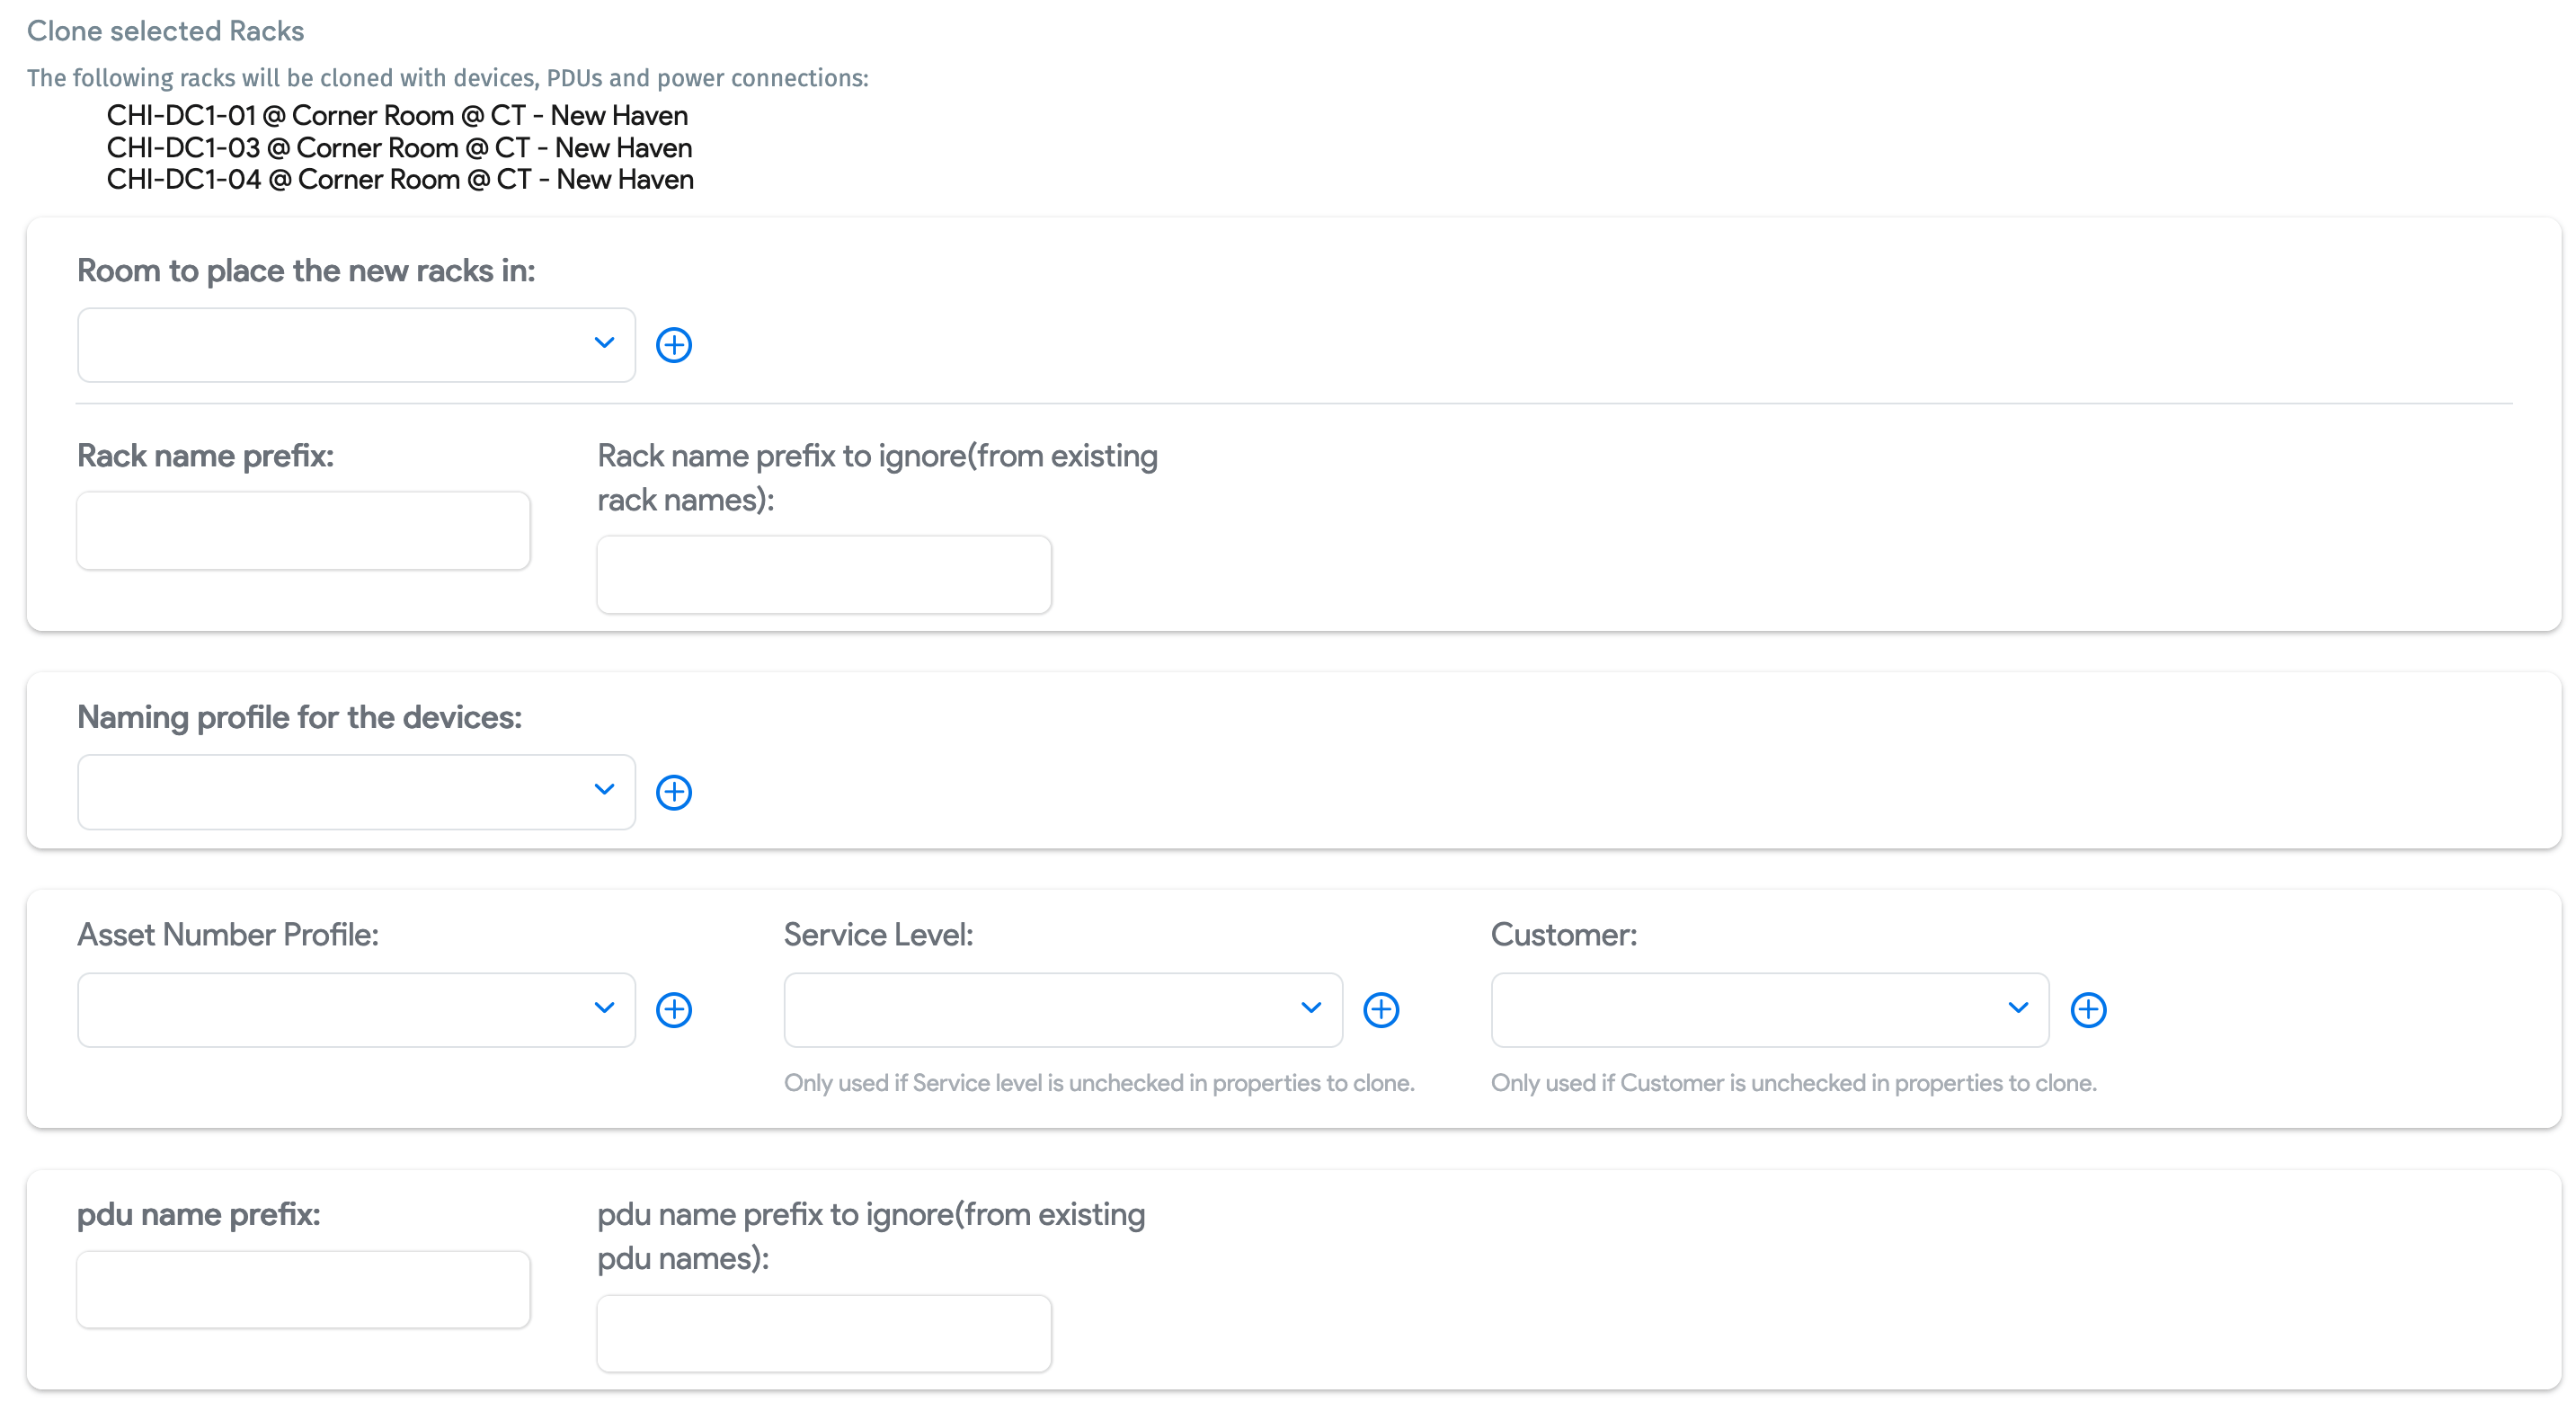 Clone selected Racks
The following racks will be cloned with devices, PDUs and power connections:
CHI-DC1-01 @ Corner Room @ CT - New Haven
CHI-DC1-03 @ Corner Room @ CT - New Haven
CHI-DC1-04 @ Corner Room @ CT - New Haven
Room to place the new racks in:
Rack name prefix:
Rack name prefix to ignore(from existing
rack names):
Naming profile for the devices:
Asset Number Profile:
Service Level:
Customer:
Only used if Service level is unchecked in properties to clone.
Only used if Customer is unchecked in properties to clone.
pdu name prefix:
pdu name prefix to ignore(from existing
pdu names):